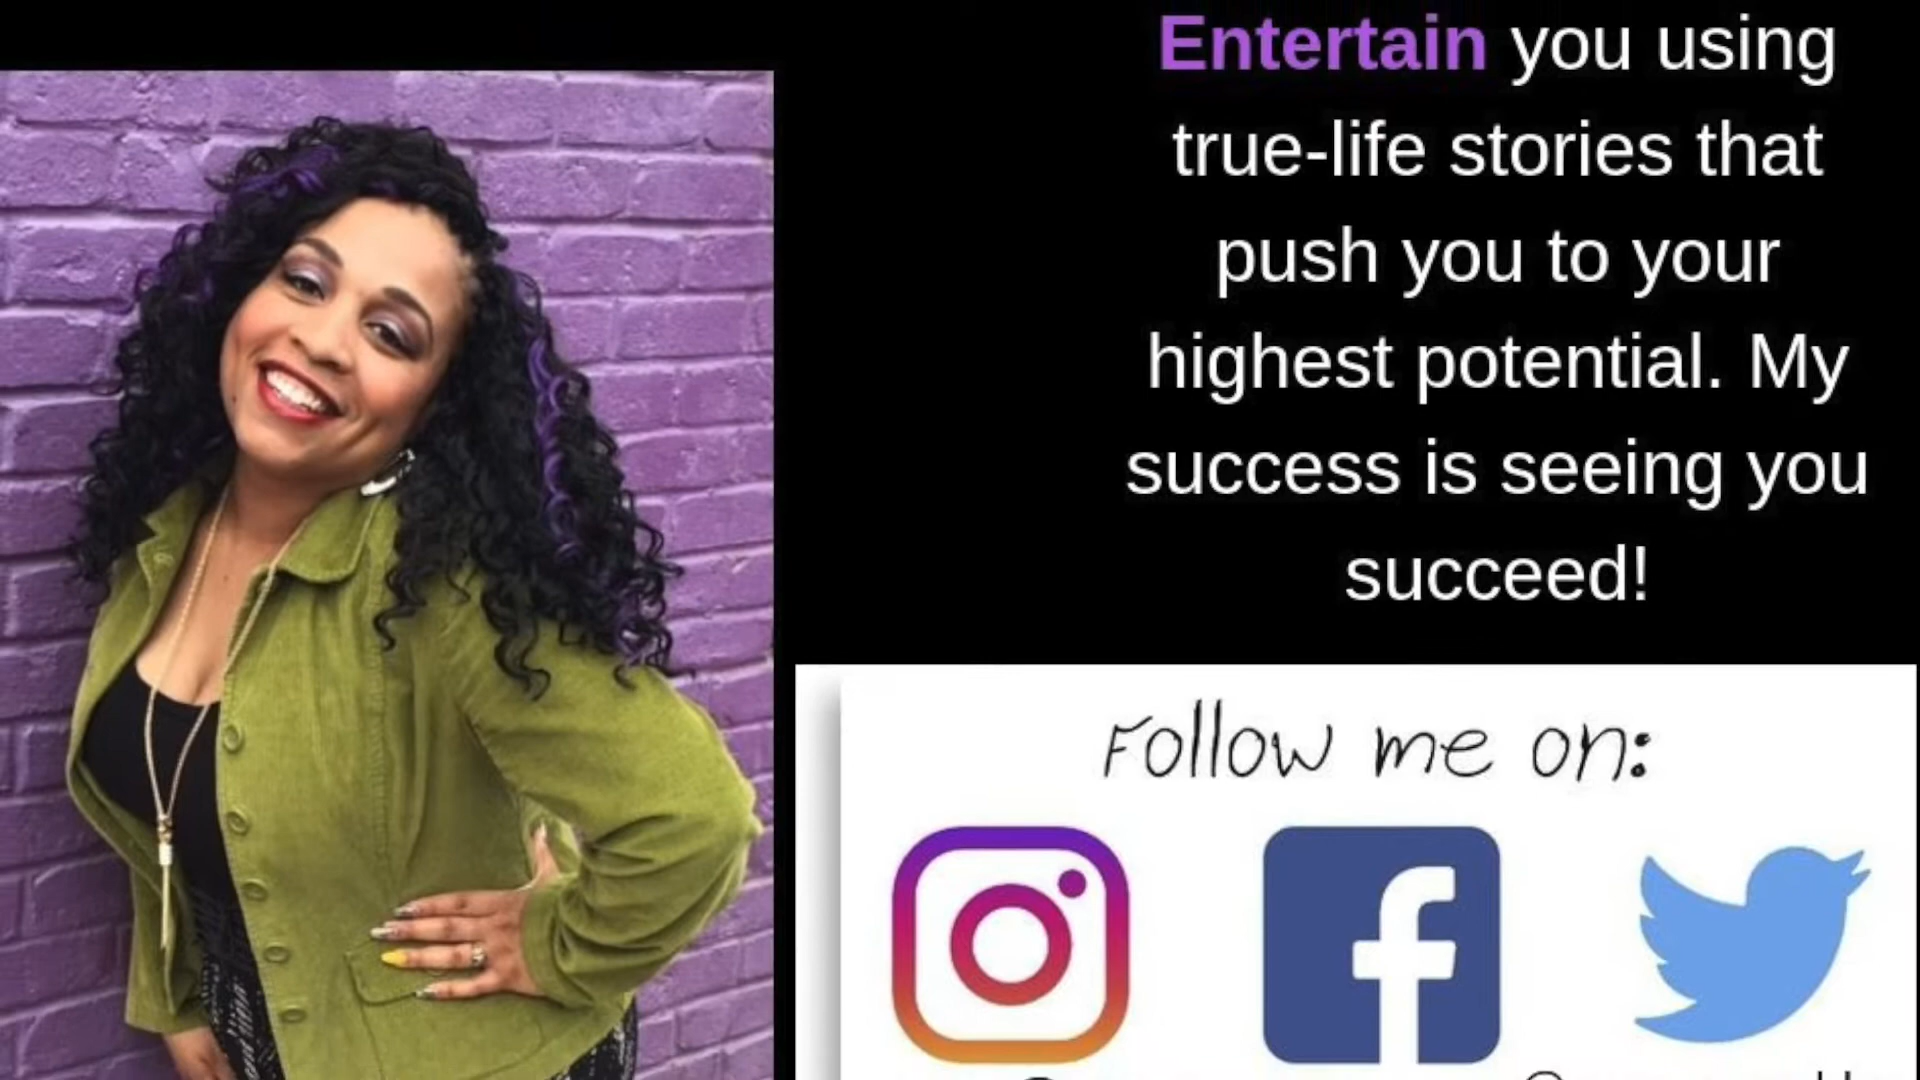 Entertain you using
true-life stories that
push you to your
highest potential. My
success is seeing you
succeed!
Follow me on: